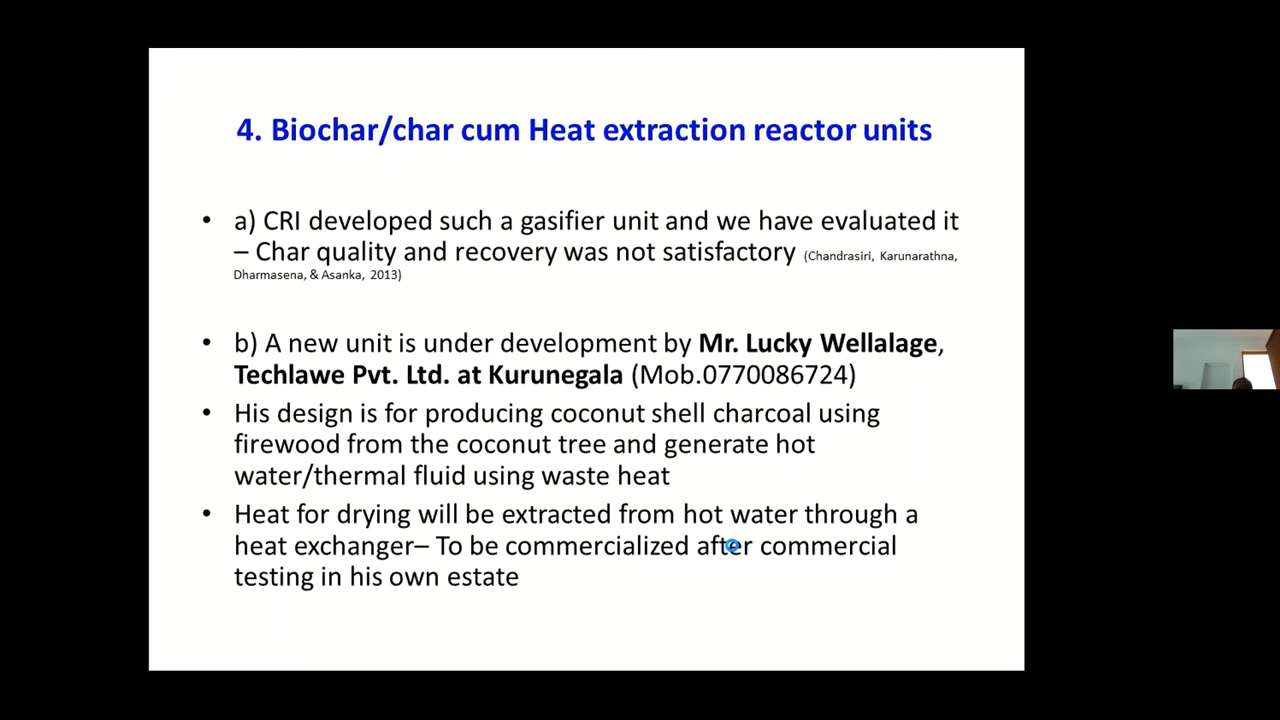 4. Biochar/char cum Heat extraction reactor units
• a) CRI developed such a gasifier unit and we have evaluated it
– Char quality and recovery was not satisfactory (Chandrasiri, Karunarathna,
Dharmasena, & Asanka, 2013)
• b) A new unit is under development by Mr. Lucky Wellalage,
Techlawe Pvt. Ltd. at Kurunegala (Mob.0770086724)
• His design is for producing coconut shell charcoal using
firewood from the coconut tree and generate hot
water/thermal fluid using waste heat
• Heat for drying will be extracted from hot water through a
heat exchanger– To be commercialized after commercial
testing in his own estate